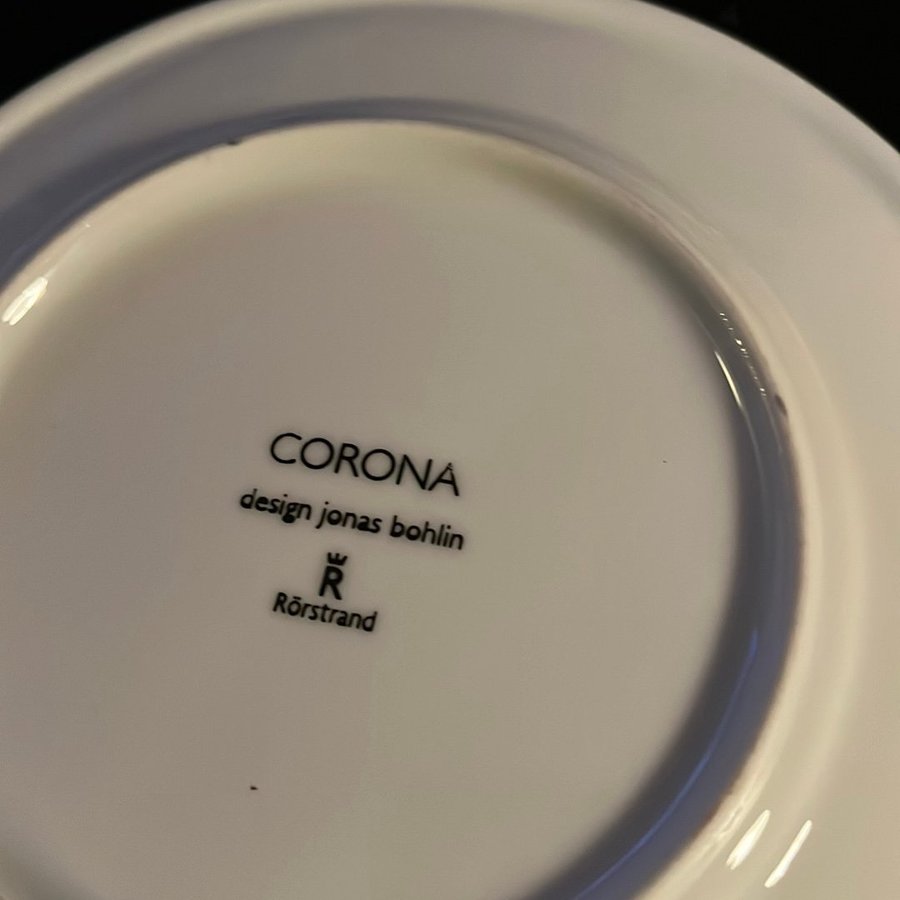 CORONA
design jonas bohlin
R
Rörstrand